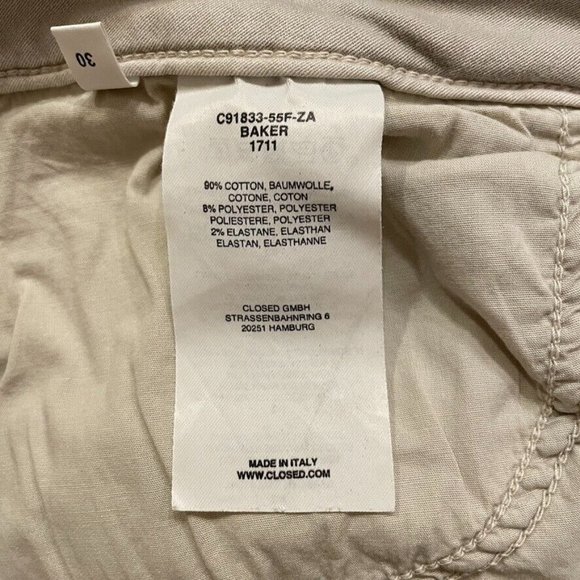 30
C91833-55F-ZA
BAKER
1711
90% COTTON, BAUMWOLLE,
COTONE, COTON
8% POLYESTER, POLYESTER
POLIESTERE, POLYESTER
2% ELASTANE, ELASTHAN
ELASTAN, ELASTHANNE
CLOSED GMBH
STRASSENBAHNRING 6
20251 HAMBURG
MADE IN ITALY
WWW.CLOSED.COM